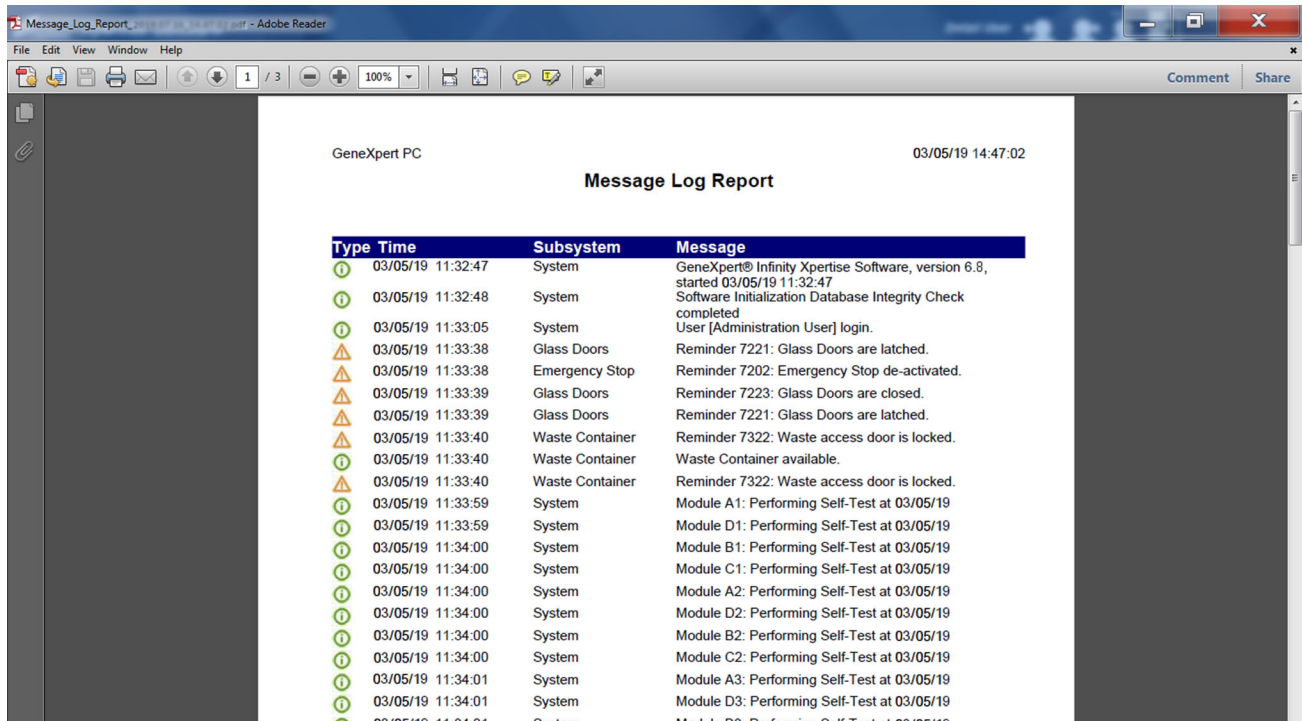 Message_Log_Report_ .pdf - Adobe Reader
File Edit View Window Help
1 / 3 100% Comment Share
GeneXpert PC 03/05/19 14:47:02
Message Log Report
Type Time Subsystem Message
03/05/19 11:32:47 System GeneXpert® Infinity Xpertise Software, version 6.8,
started 03/05/19 11:32:47
03/05/19 11:32:48 System Software Initialization Database Integrity Check
completed
03/05/19 11:33:05 System User [Administration User] login.
03/05/19 11:33:38 Glass Doors Reminder 7221: Glass Doors are latched.
03/05/19 11:33:38 Emergency Stop Reminder 7202: Emergency Stop de-activated.
03/05/19 11:33:39 Glass Doors Reminder 7223: Glass Doors are closed.
03/05/19 11:33:39 Glass Doors Reminder 7221: Glass Doors are latched.
03/05/19 11:33:40 Waste Container Reminder 7322: Waste access door is locked.
03/05/19 11:33:40 Waste Container Waste Container available.
03/05/19 11:33:40 Waste Container Reminder 7322: Waste access door is locked.
03/05/19 11:33:59 System Module A1: Performing Self-Test at 03/05/19
03/05/19 11:33:59 System Module D1: Performing Self-Test at 03/05/19
03/05/19 11:34:00 System Module B1: Performing Self-Test at 03/05/19
03/05/19 11:34:00 System Module C1: Performing Self-Test at 03/05/19
03/05/19 11:34:00 System Module A2: Performing Self-Test at 03/05/19
03/05/19 11:34:00 System Module D2: Performing Self-Test at 03/05/19
03/05/19 11:34:00 System Module B2: Performing Self-Test at 03/05/19
03/05/19 11:34:00 System Module C2: Performing Self-Test at 03/05/19
03/05/19 11:34:01 System Module A3: Performing Self-Test at 03/05/19
03/05/19 11:34:01 System Module D3: Performing Self-Test at 03/05/19